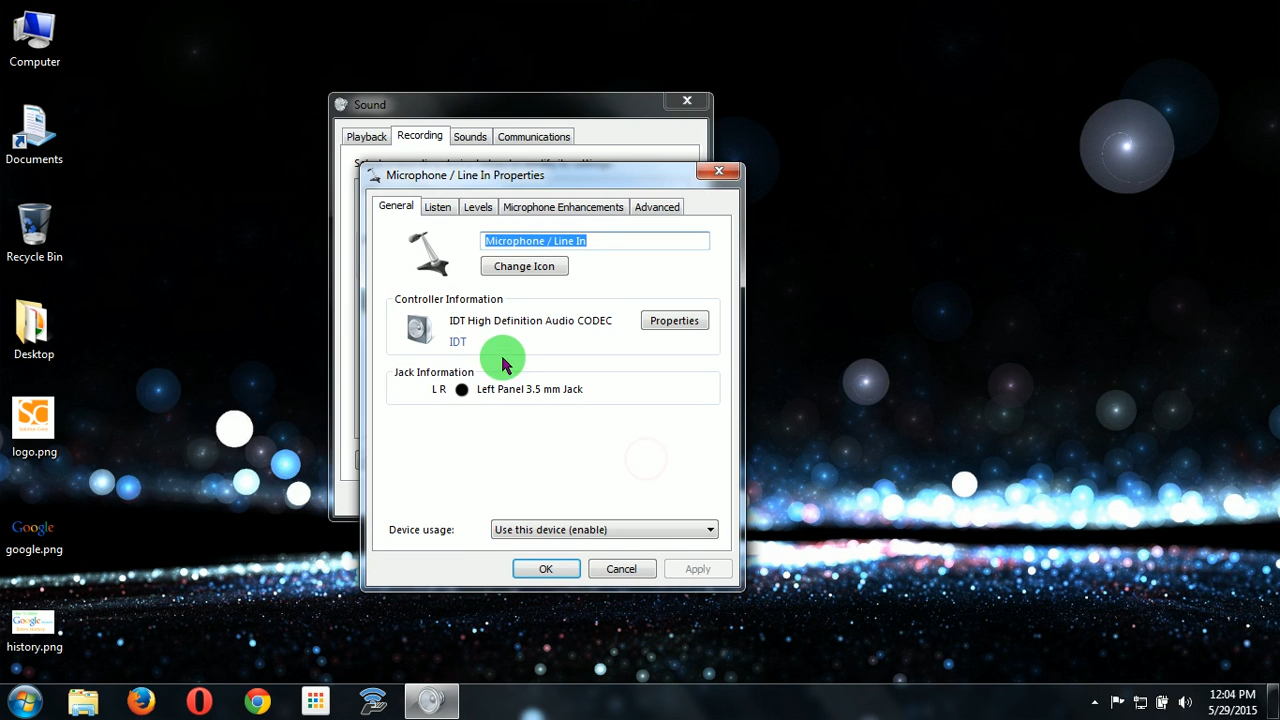 Computer
Documents
Recycle Bin
Desktop
SC
logo.png
Google
google.png
Google
history.png
Sound
Playback
Recording
Sounds
Communications
Microphone / Line In Properties
General
Listen
Levels
Microphone Enhancements
Advanced
Microphone / Line In
Change Icon
Controller Information
IDT High Definition Audio CODEC
Properties
IDT
Jack Information
L R
Left Panel 3.5 mm Jack
Device usage:
Use this device (enable)
OK
Cancel
Apply
12:04 PM
5/29/2015